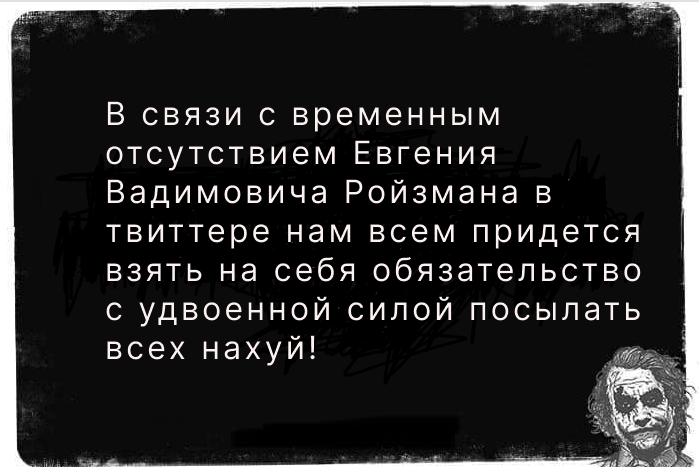 В связи с временным
отсутствием Евгения
Вадимовича Ройзмана в
твиттере нам всем придется
взять на себя обязательство
с удвоенной силой посылать
всех нахуй!